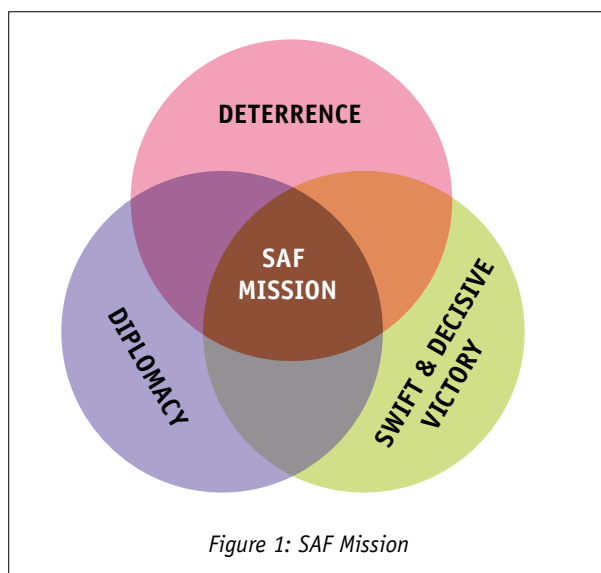 DETERRENCE
SAF
MISSION
DIPLOMACY
SWIFT & DECISIVE
VICTORY
Figure 1: SAF Mission